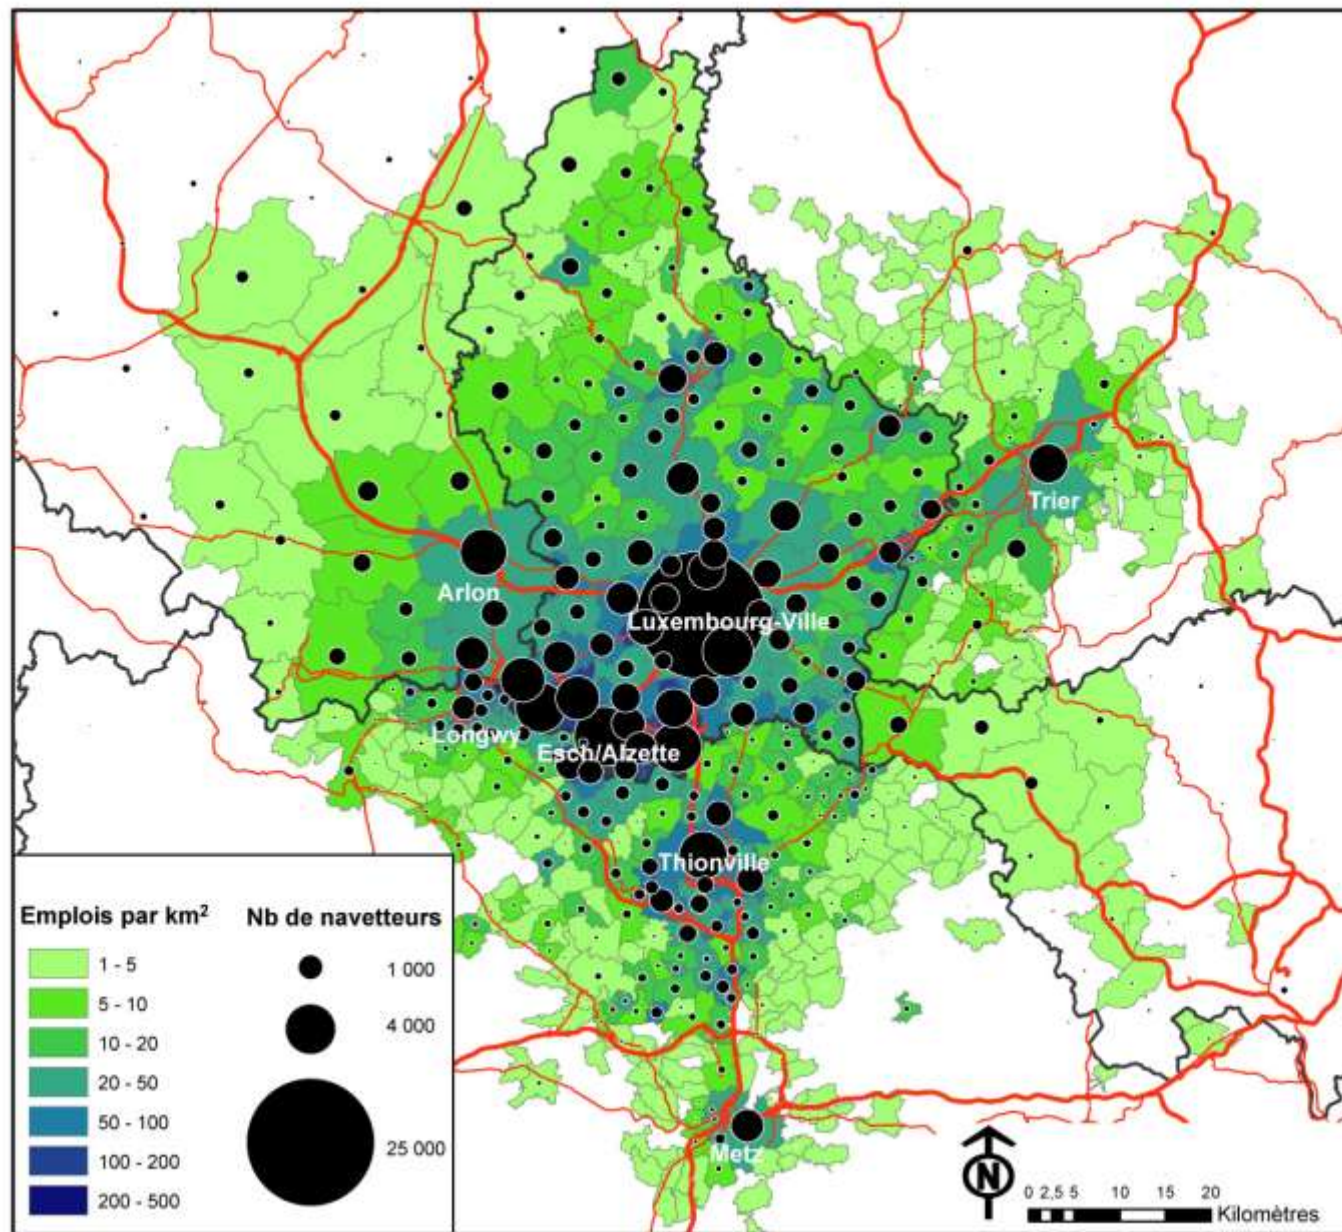 Trier
Arlon
Luxembourg-Ville
Longwy
Esch/Alzette
Thionville
Metz
Emplois par km²
1 - 5
5 - 10
10 - 20
20 - 50
50 - 100
100 - 200
200 - 500
Nb de navetteurs
1 000
4 000
25 000
N
0 2,5 5 10 15 20
Kilomètres